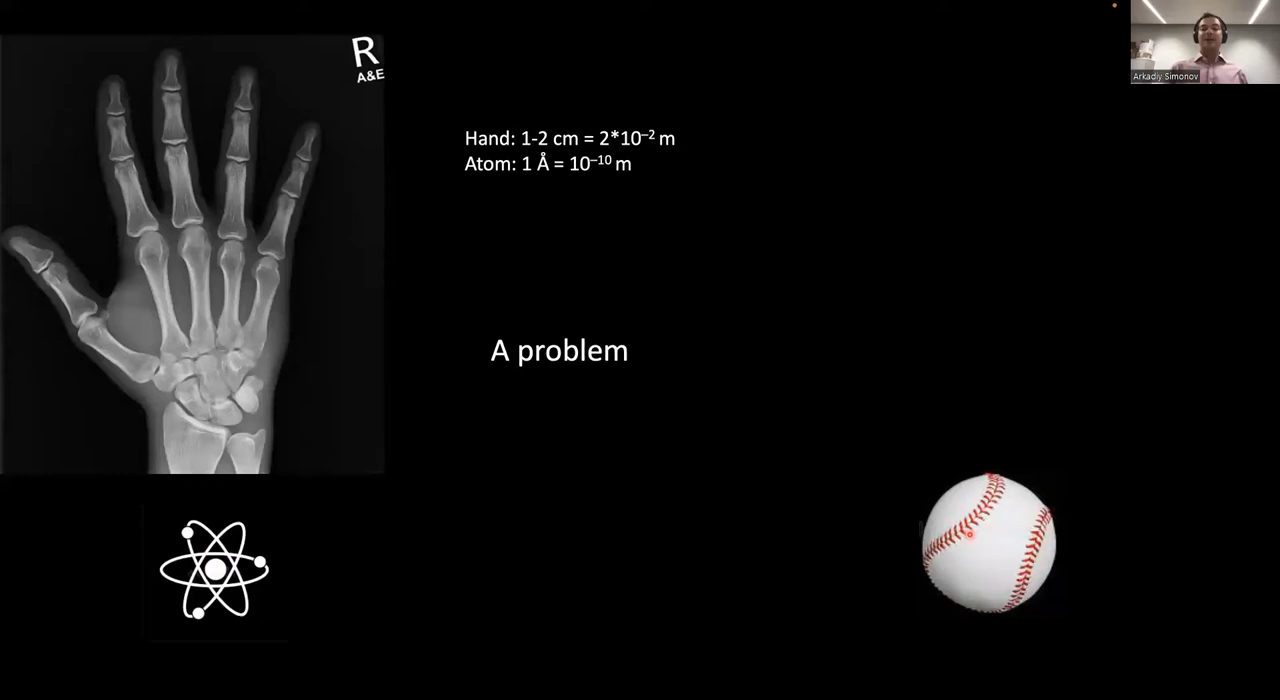 R
A&E
Arkadiy Simonov
Hand: 1-2 cm = 2*10⁻² m
Atom: 1 Å = 10⁻¹⁰ m
A problem